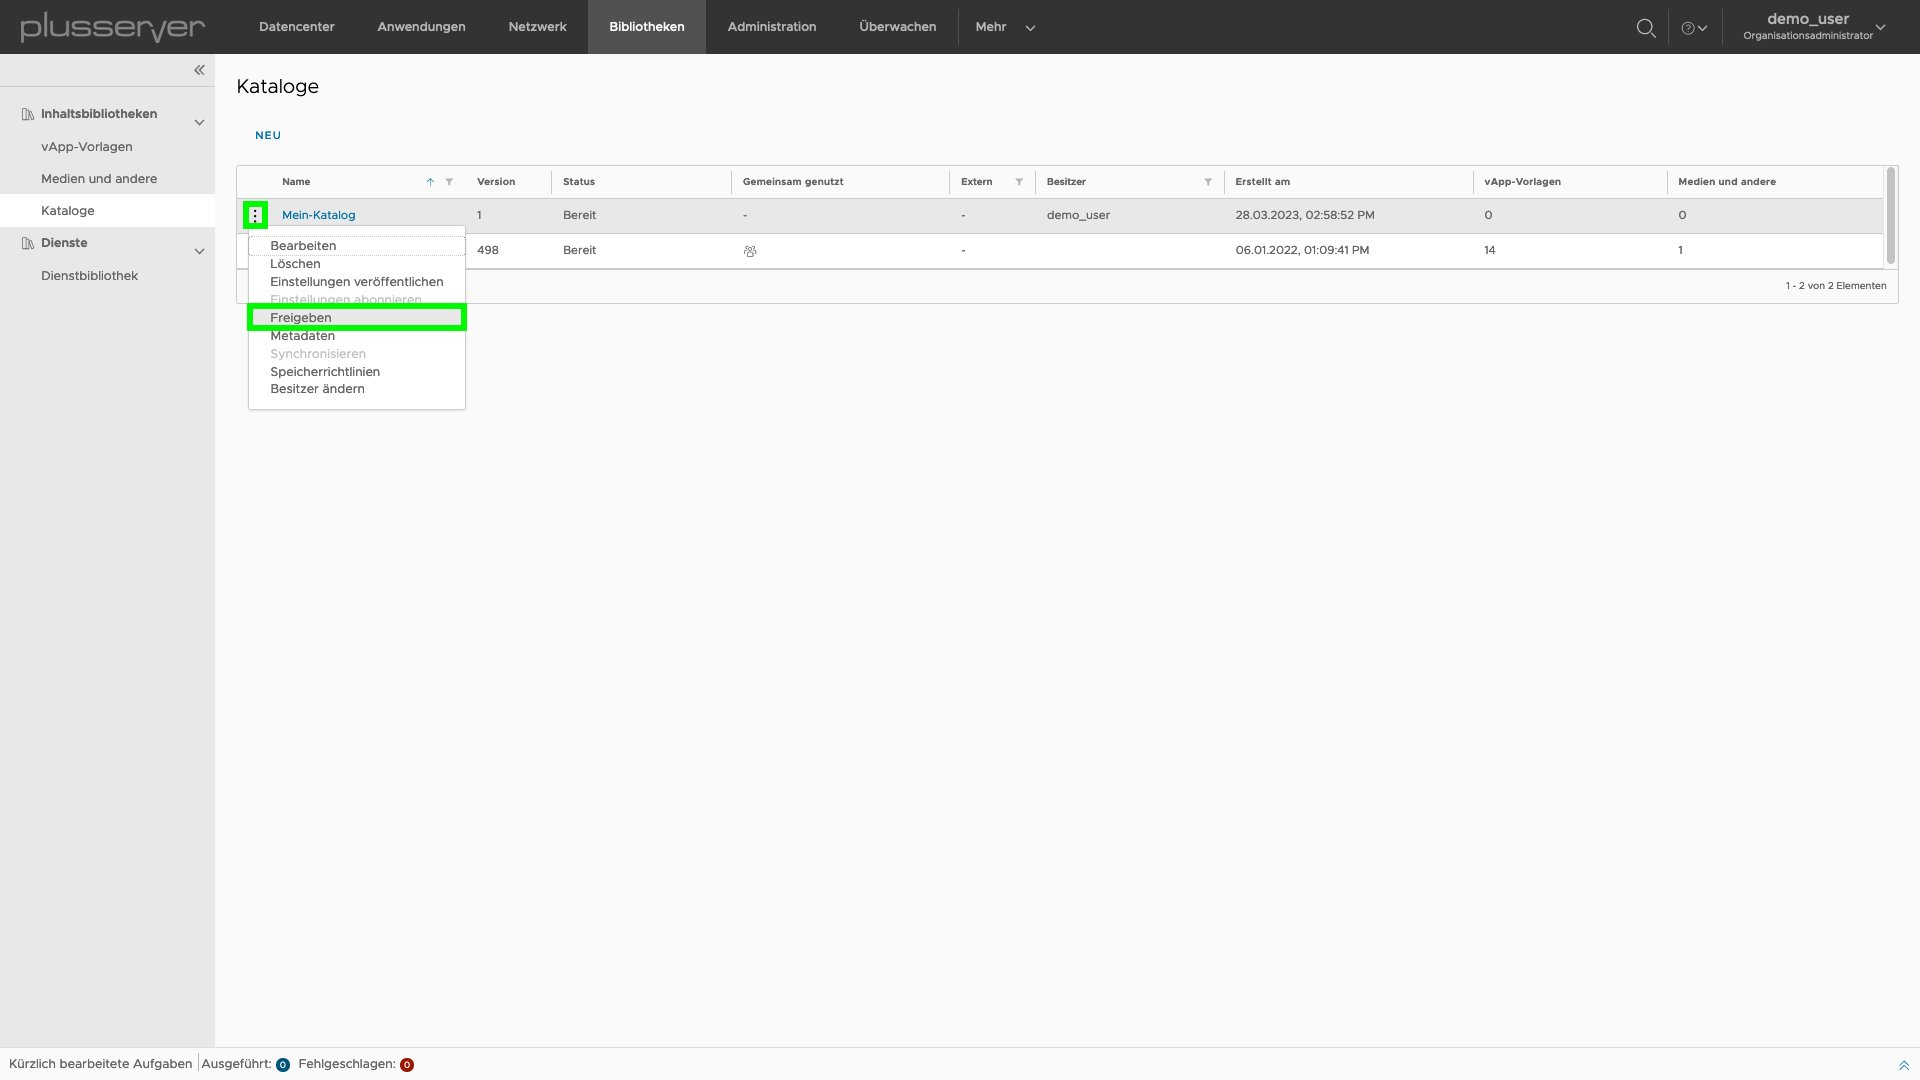 plusserver
Datencenter Anwendungen Netzwerk Bibliotheken Administration Überwachen Mehr
demo_user
Organisationsadministrator
Inhaltsbibliotheken
vApp-Vorlagen
Medien und andere
Kataloge
Dienste
Dienstbibliothek
Kataloge
NEU
Name Version Status Gemeinsam genutzt Extern Besitzer Erstellt am vApp-Vorlagen Medien und andere
Mein-Katalog 1 Bereit - - demo_user 28.03.2023, 02:58:52 PM 0 0
498 Bereit - 06.01.2022, 01:09:41 PM 14 1
1 - 2 von 2 Elementen
Bearbeiten
Löschen
Einstellungen veröffentlichen
Einstellungen abonnieren
Freigeben
Metadaten
Synchronisieren
Speicherrichtlinien
Besitzer ändern
Kürzlich bearbeitete Aufgaben Ausgeführt: 0 Fehlgeschlagen: 0